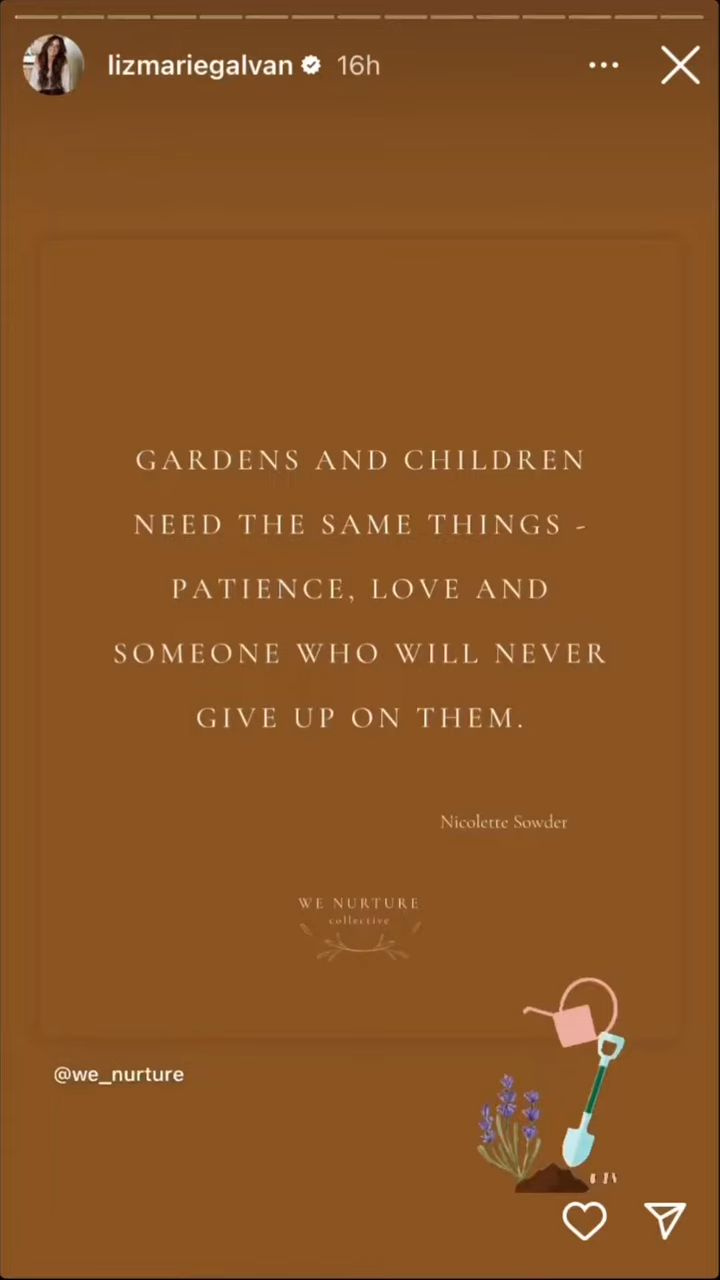 lizmariegalvan 16h
GARDENS AND CHILDREN
NEED THE SAME THINGS -
PATIENCE, LOVE AND
SOMEONE WHO WILL NEVER
GIVE UP ON THEM.
Nicolette Sowder
WE NURTURE
collective
@we_nurture